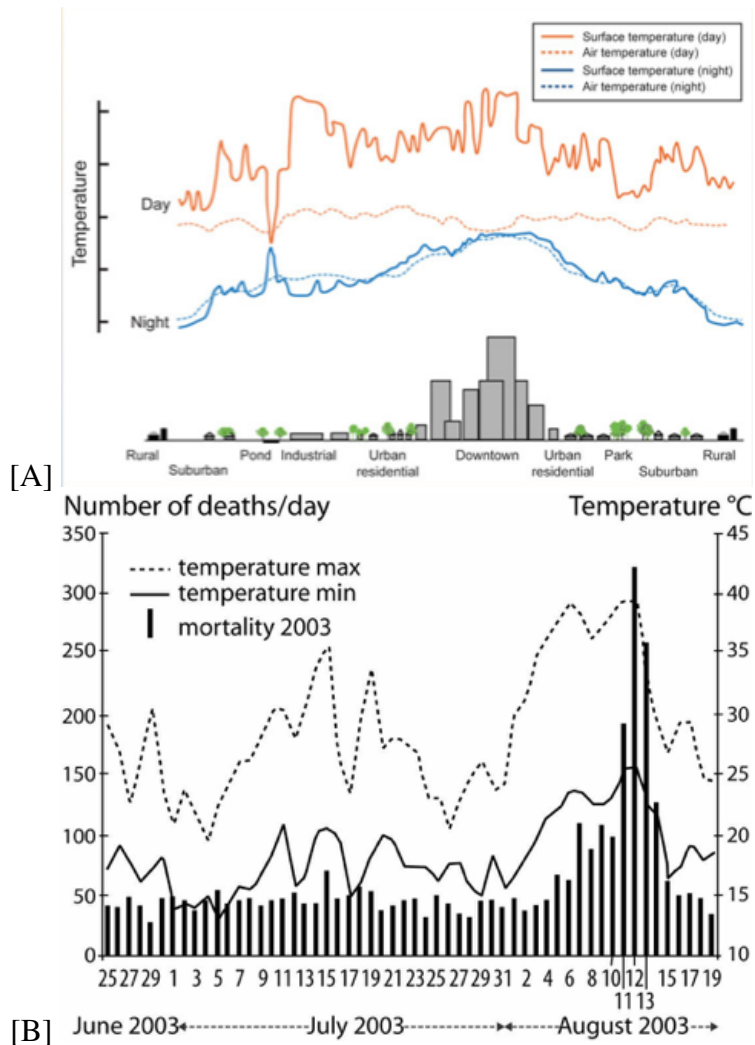 Surface temperature (day)
Air temperature (day)
Surface temperature (night)
Air temperature (night)
Temperature
Day
Night
Rural
Suburban
Pond
Industrial
Urban
residential
Downtown
Urban
residential
Park
Suburban
Rural
[A]
Number of deaths/day
Temperature °C
temperature max
temperature min
mortality 2003
350
300
250
200
150
100
50
0
45
40
35
30
25
20
15
10
25 27 29 1 3 5 7 9 11 13 15 17 19 21 23 25 27 29 31 2 4 6 8 10 12 15 17 19
11 13
[B]
June 2003 July 2003 August 2003